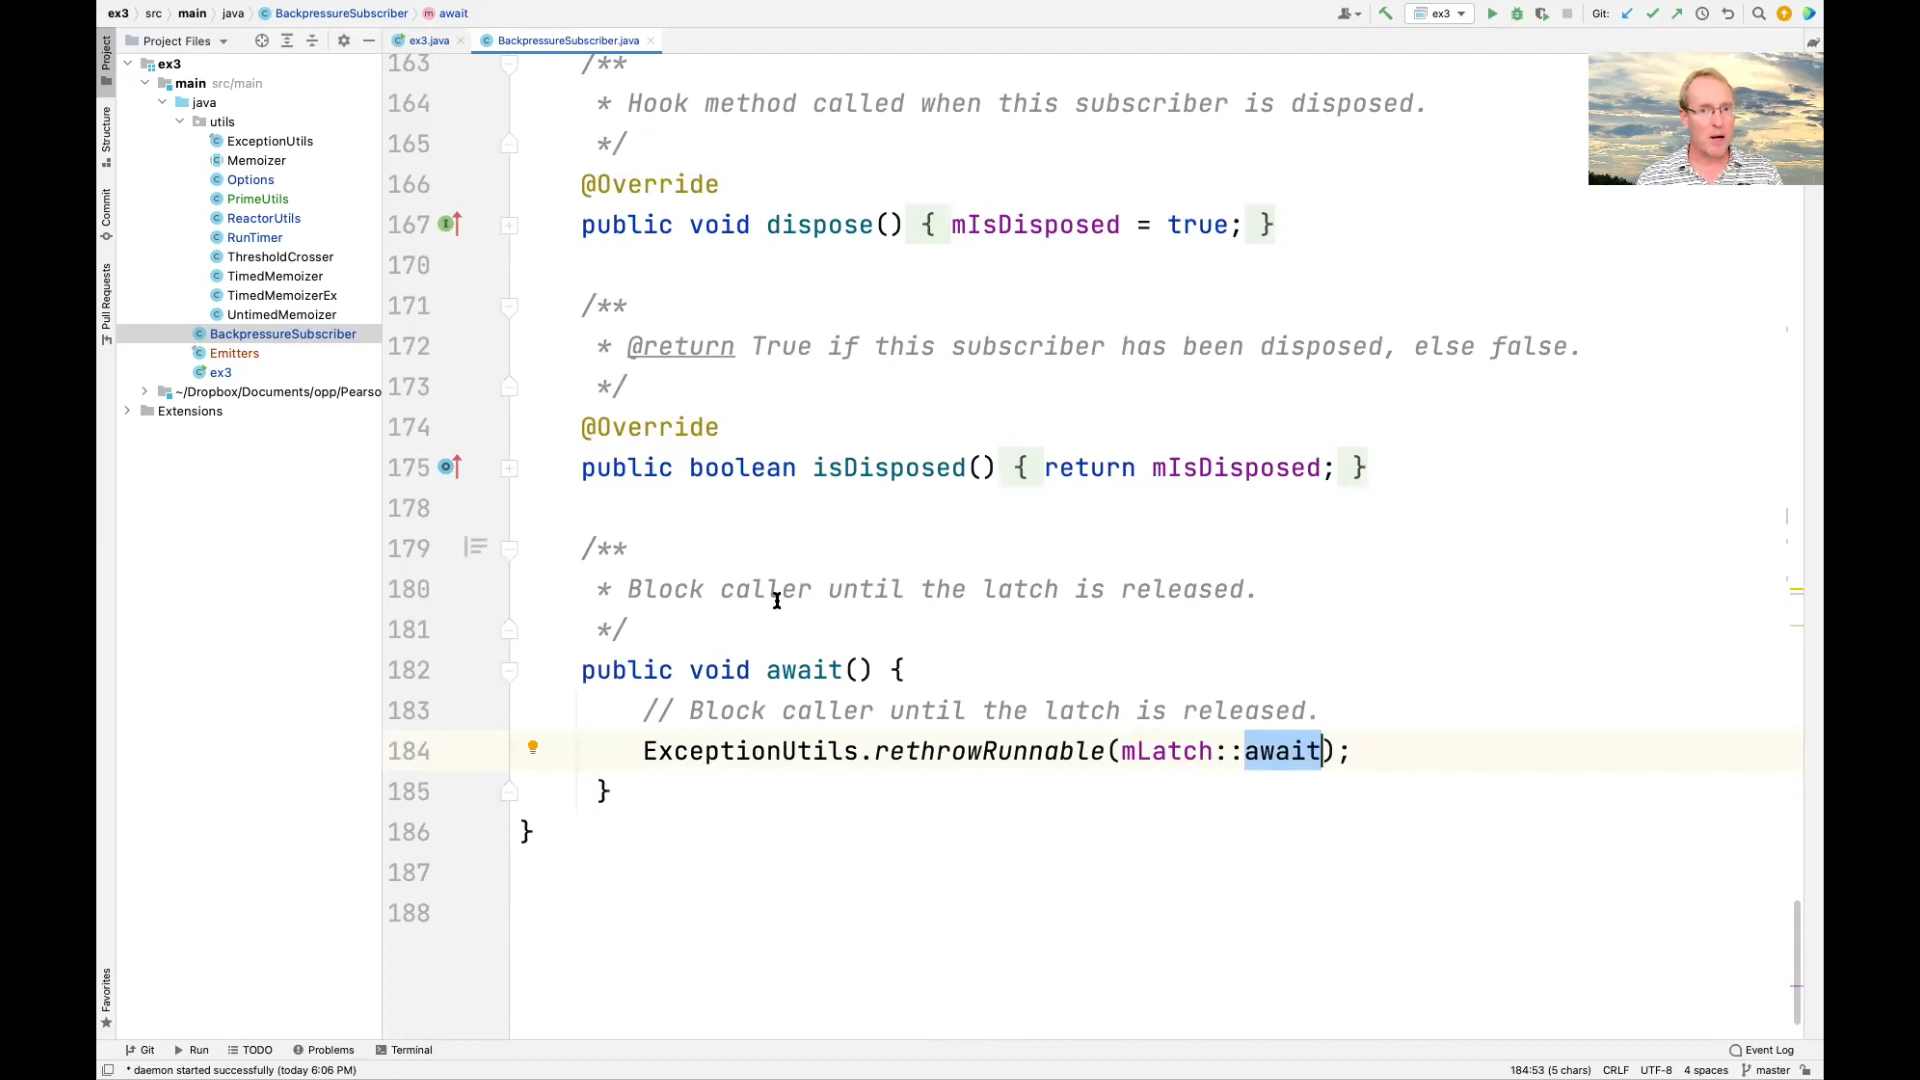 ex3 src main java BackpressureSubscriber await
ex3 Git:
Project Files
ex3.java BackpressureSubscriber.java
Project
Structure
Commit
Pull Requests
Favorites
ex3
main src/main
java
utils
ExceptionUtils
Memoizer
Options
PrimeUtils
ReactorUtils
RunTimer
ThresholdCrosser
TimedMemoizer
TimedMemoizerEx
UntimedMemoizer
BackpressureSubscriber
Emitters
ex3
~/Dropbox/Documents/opp/Pearso
Extensions
163 /**
164 * Hook method called when this subscriber is disposed.
165 */
166 @Override
167 public void dispose() { mIsDisposed = true; }
170
171 /**
172 * @return True if this subscriber has been disposed, else false.
173 */
174 @Override
175 public boolean isDisposed() { return mIsDisposed; }
178
179 /**
180 * Block caller until the latch is released.
181 */
182 public void await() {
183 // Block caller until the latch is released.
184 ExceptionUtils.rethrowRunnable(mLatch::await);
185 }
186 }
187
188
Git Run TODO Problems Terminal Event Log
* daemon started successfully (today 6:06 PM) 184:53 (5 chars) CRLF UTF-8 4 spaces master